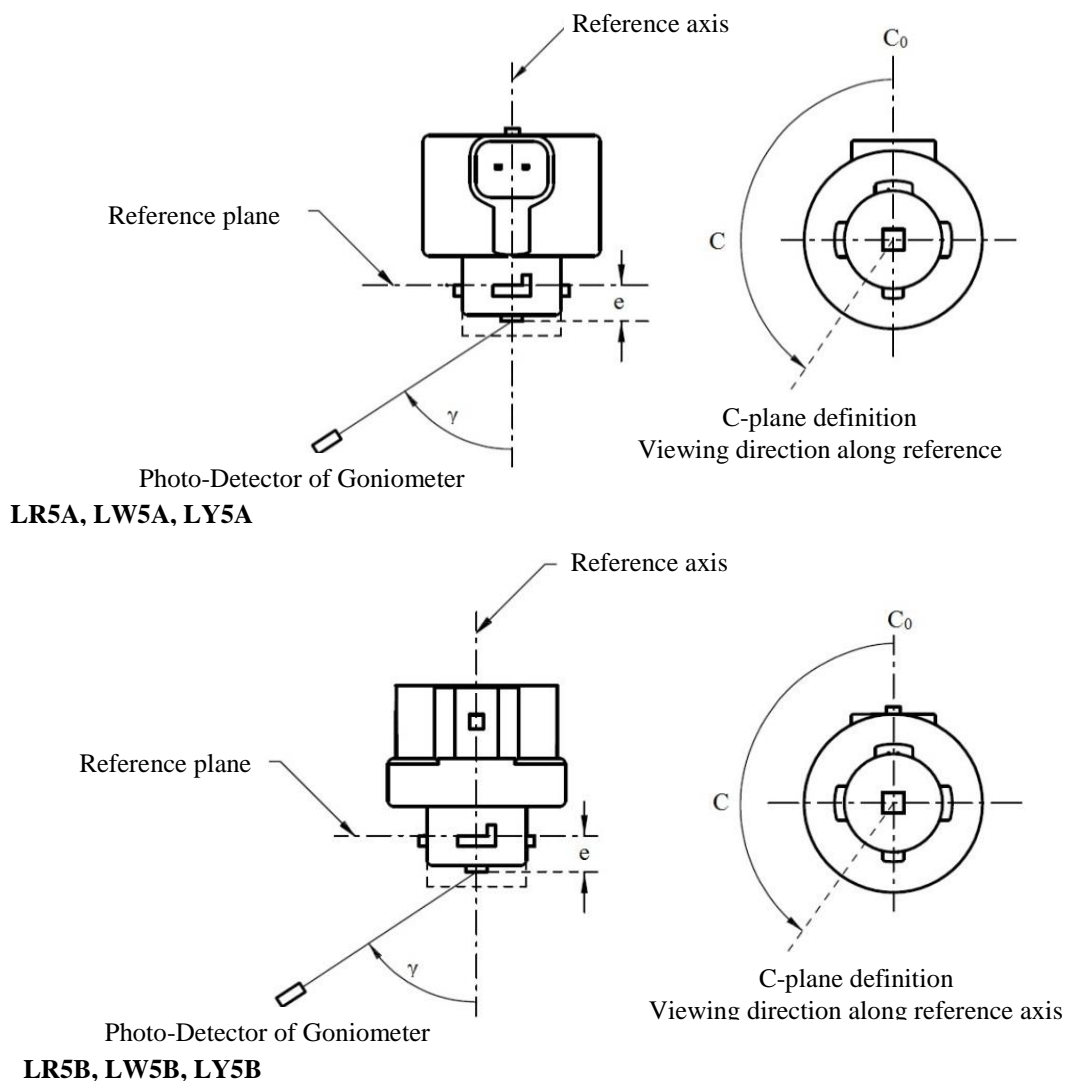 Reference axis
C₀
Reference plane
e
C
γ
C-plane definition
Viewing direction along reference
Photo-Detector of Goniometer
LR5A, LW5A, LY5A
Reference axis
C₀
Reference plane
e
C
γ
C-plane definition
Viewing direction along reference axis
Photo-Detector of Goniometer
LR5B, LW5B, LY5B